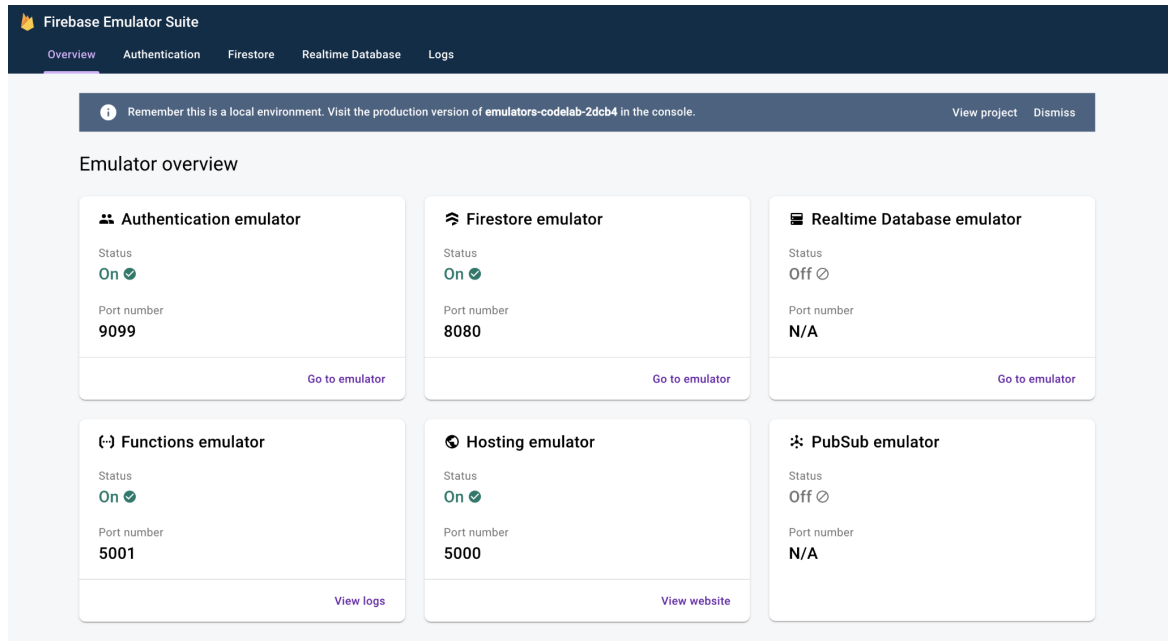 Firebase Emulator Suite
Overview Authentication Firestore Realtime Database Logs
Remember this is a local environment. Visit the production version of emulators-codelab-2dcb4 in the console. View project Dismiss
Emulator overview
Authentication emulator
Status
On
Port number
9099
Go to emulator
Firestore emulator
Status
On
Port number
8080
Go to emulator
Realtime Database emulator
Status
Off
Port number
N/A
Go to emulator
Functions emulator
Status
On
Port number
5001
View logs
Hosting emulator
Status
On
Port number
5000
View website
PubSub emulator
Status
Off
Port number
N/A